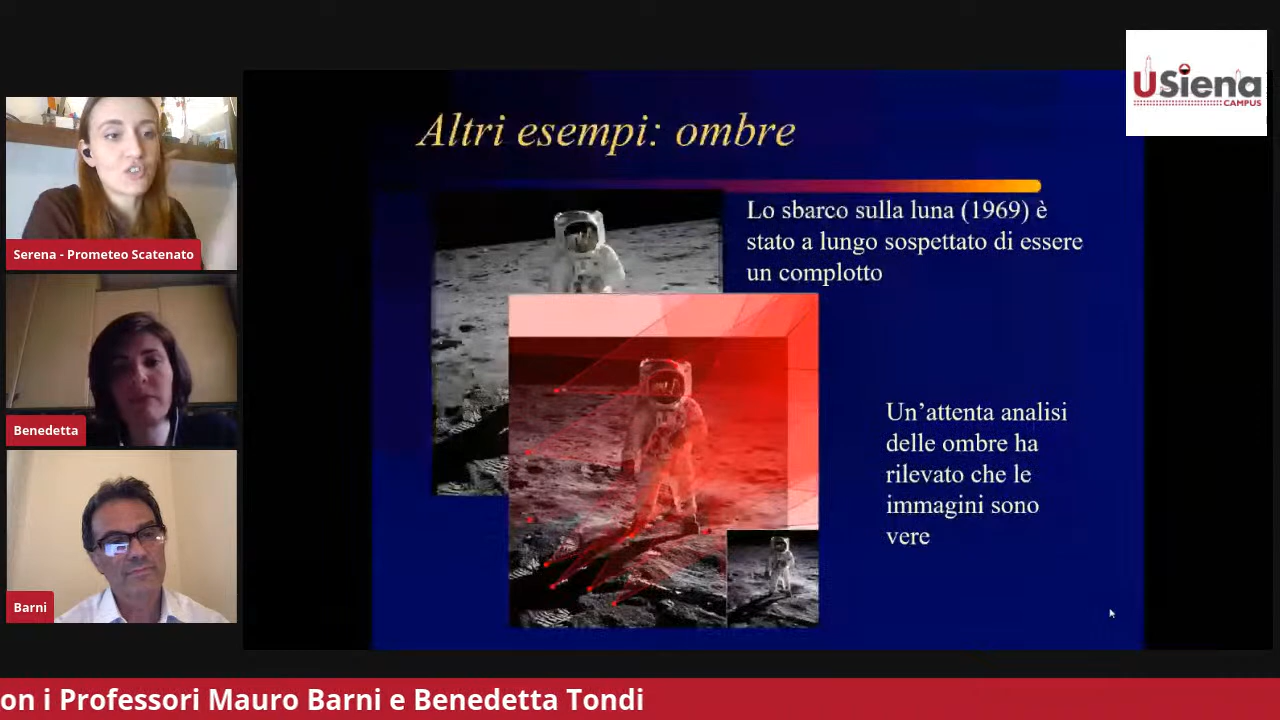 USiena
CAMPUS
Altri esempi: ombre
Lo sbarco sulla luna (1969) è
stato a lungo sospettato di essere
un complotto
Un’attenta analisi
delle ombre ha
rilevato che le
immagini sono
vere
Serena - Prometeo Scatenato
Benedetta
Barni
on i Professori Mauro Barni e Benedetta Tondi